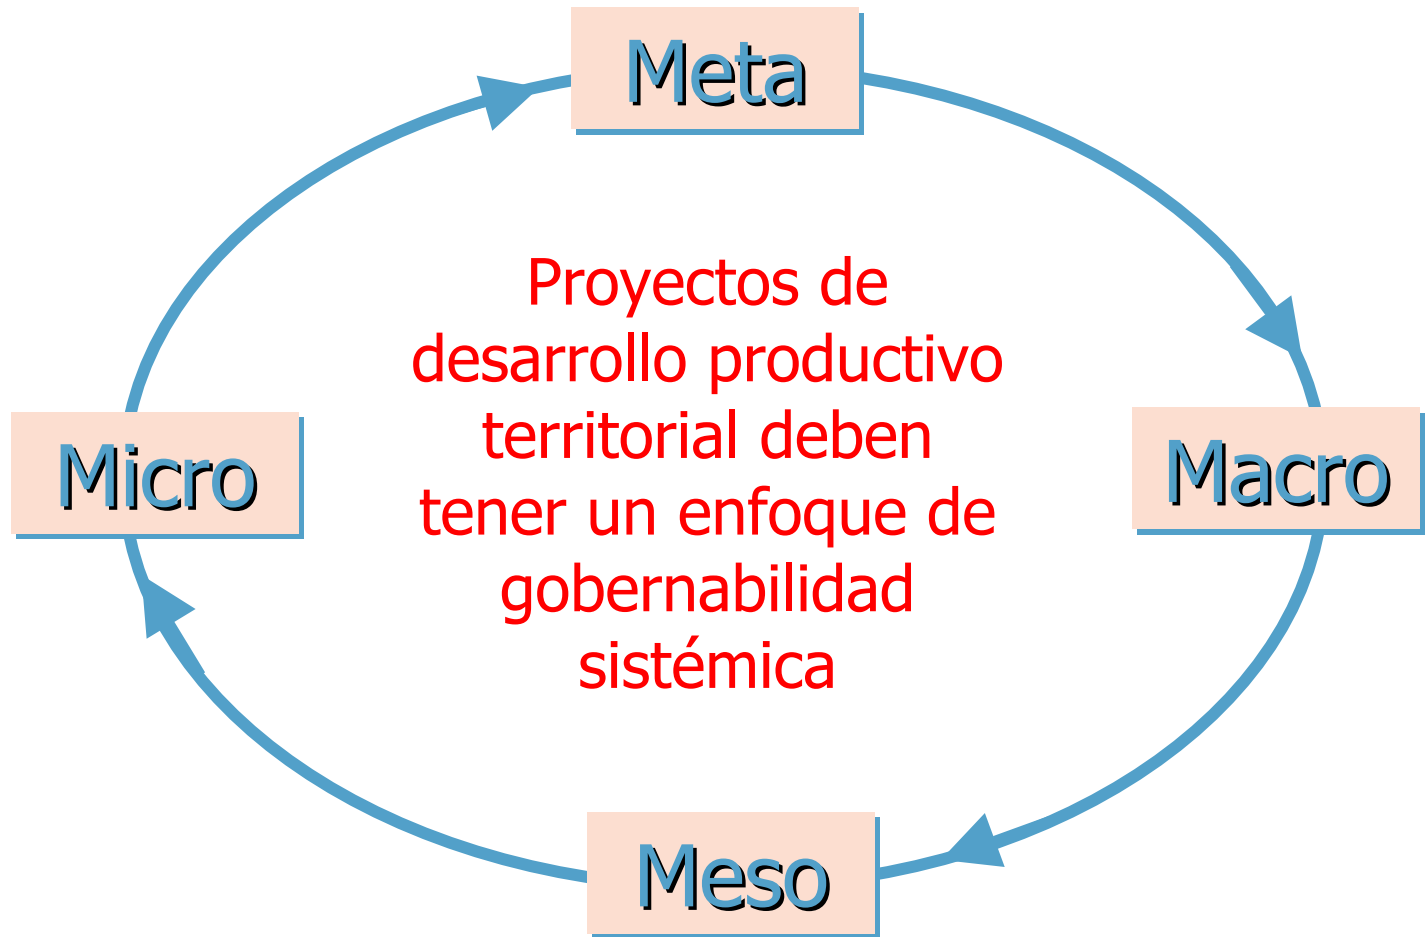 Meta
Proyectos de
desarrollo productivo
territorial deben
tener un enfoque de
gobernabilidad
sistémica
Micro
Macro
Meso